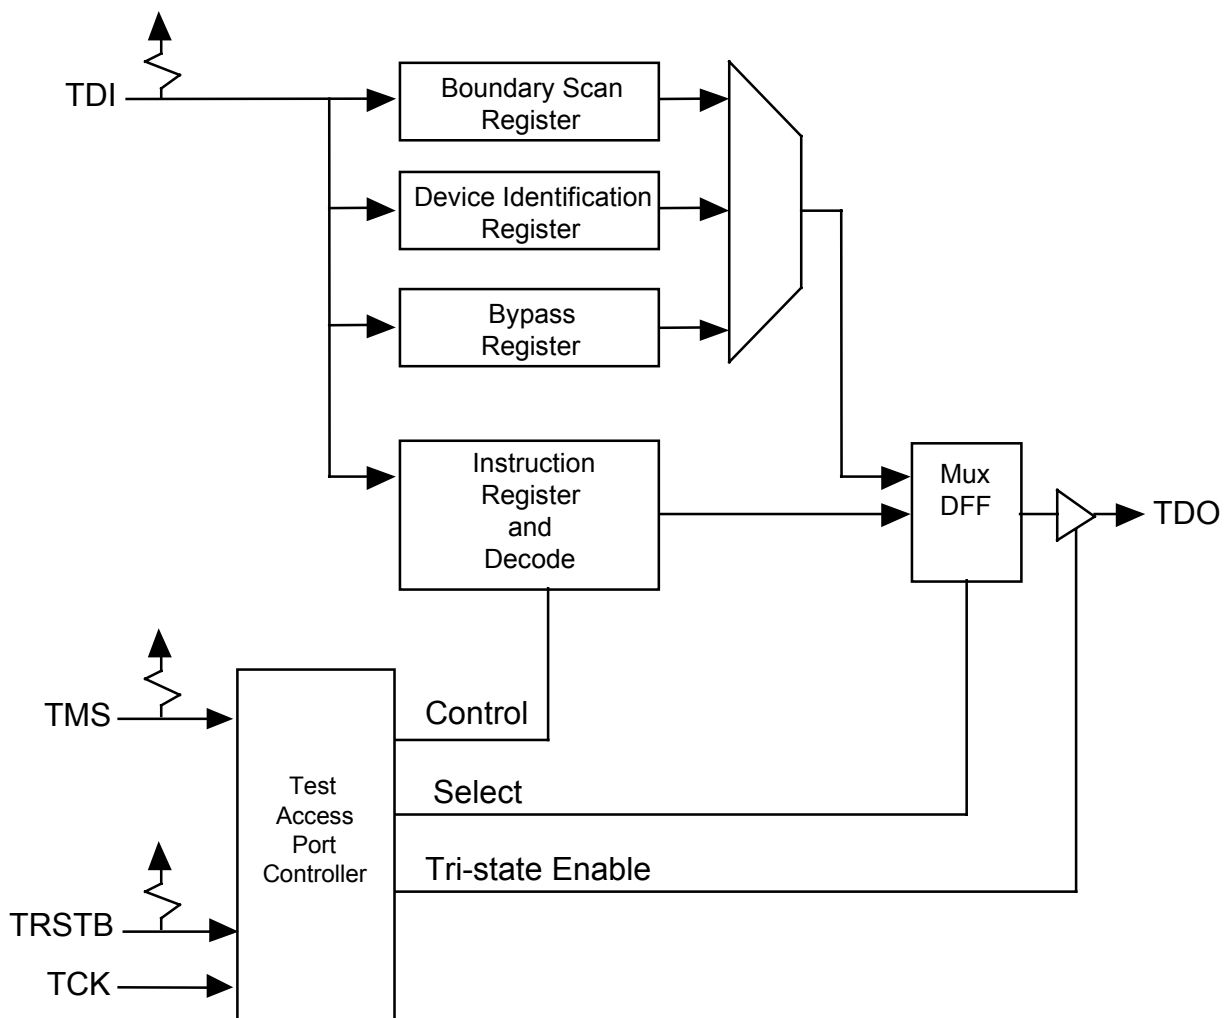 TDI
Boundary Scan
Register
Device Identification
Register
Bypass
Register
Instruction
Register
and
Decode
Mux
DFF
TDO
TMS
Control
Test
Access
Port
Controller
Select
Tri-state Enable
TRSTB
TCK